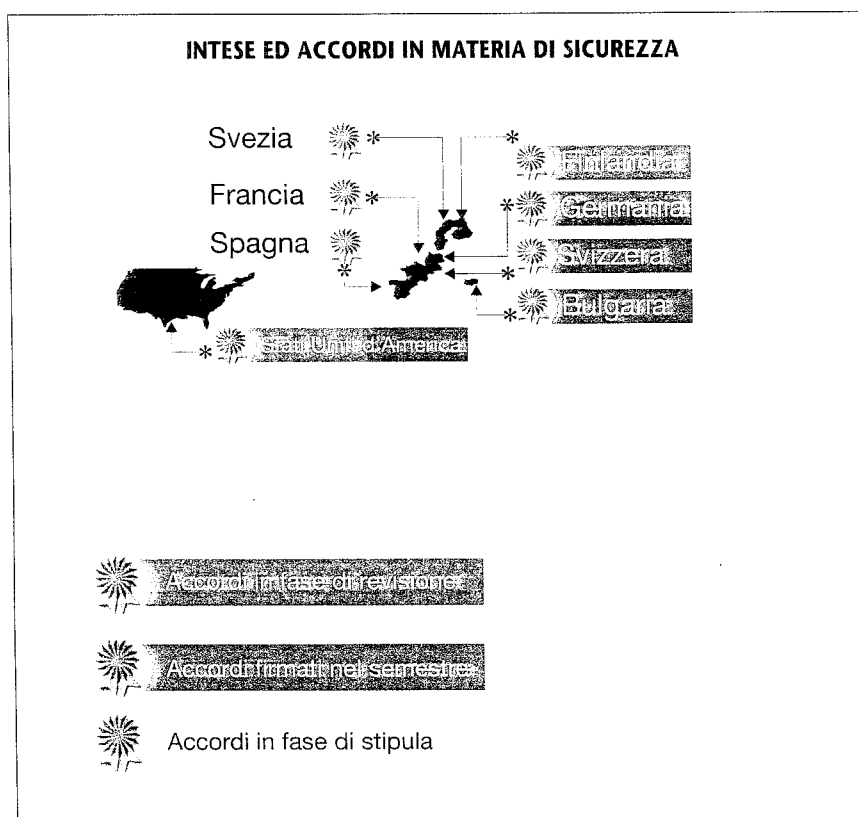 INTESE ED ACCORDI IN MATERIA DI SICUREZZA
Svezia
Finlandia
Francia
Germania
Spagna
Svizzera
Bulgaria
Stati Uniti d'America
Accordi in fase di revisione
Accordi firmati nel semestre
Accordi in fase di stipula